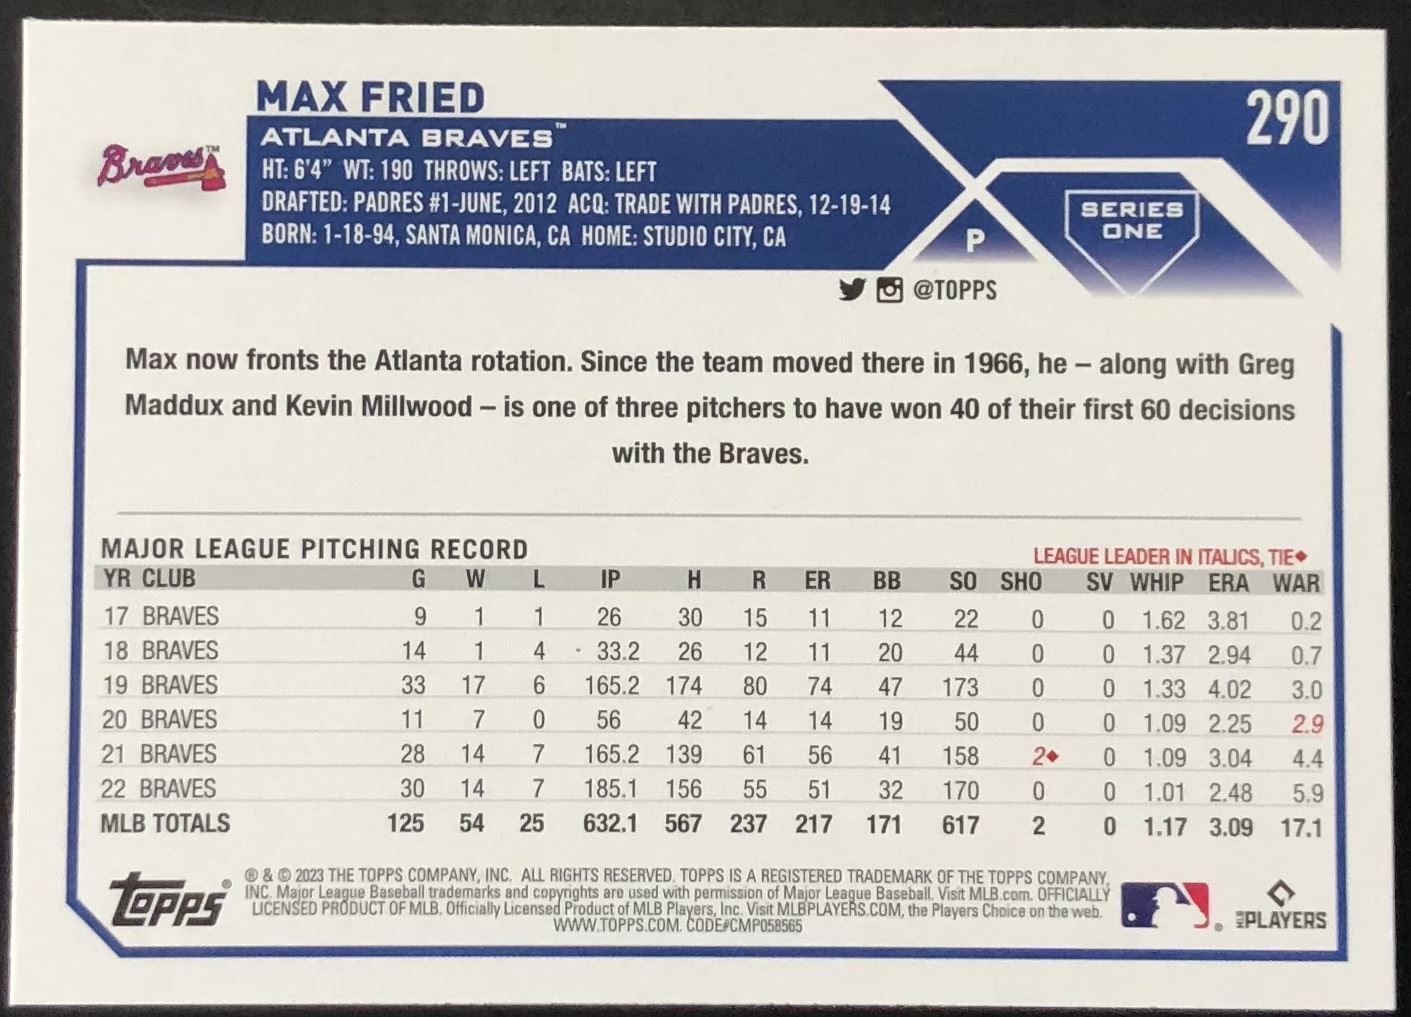 MAX FRIED
290
Braves™
ATLANTA BRAVES™
HT: 6'4" WT: 190 THROWS: LEFT BATS: LEFT
DRAFTED: PADRES #1-JUNE, 2012 ACQ: TRADE WITH PADRES, 12-19-14
BORN: 1-18-94, SANTA MONICA, CA HOME: STUDIO CITY, CA
P
SERIES
ONE
@TOPPS
Max now fronts the Atlanta rotation. Since the team moved there in 1966, he – along with Greg
Maddux and Kevin Millwood – is one of three pitchers to have won 40 of their first 60 decisions
with the Braves.
MAJOR LEAGUE PITCHING RECORD
LEAGUE LEADER IN ITALICS, TIE♦
YR CLUB G W L IP H R ER BB SO SHO SV WHIP ERA WAR
17 BRAVES 9 1 1 26 30 15 11 12 22 0 0 1.62 3.81 0.2
18 BRAVES 14 1 4 33.2 26 12 11 20 44 0 0 1.37 2.94 0.7
19 BRAVES 33 17 6 165.2 174 80 74 47 173 0 0 1.33 4.02 3.0
20 BRAVES 11 7 0 56 42 14 14 19 50 0 0 1.09 2.25 2.9
21 BRAVES 28 14 7 165.2 139 61 56 41 158 2♦ 0 1.09 3.04 4.4
22 BRAVES 30 14 7 185.1 156 55 51 32 170 0 0 1.01 2.48 5.9
MLB TOTALS 125 54 25 632.1 567 237 217 171 617 2 0 1.17 3.09 17.1
topps®
® & © 2023 THE TOPPS COMPANY, INC. ALL RIGHTS RESERVED. TOPPS IS A REGISTERED TRADEMARK OF THE TOPPS COMPANY,
INC. Major League Baseball trademarks and copyrights are used with permission of Major League Baseball. Visit MLB.com. OFFICIALLY
LICENSED PRODUCT OF MLB. Officially Licensed Product of MLB Players, Inc. Visit MLBPLAYERS.COM, the Players Choice on the web.
WWW.TOPPS.COM. CODE#CMP058565
®
MLB PLAYERS